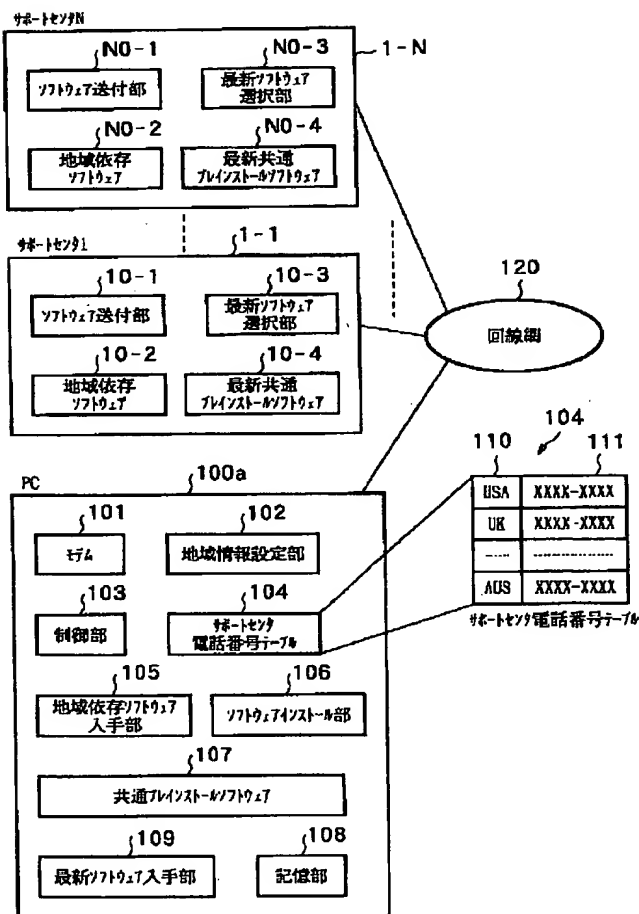 サポートセンタN
1-N
N0-1
ソフトウェア送付部
N0-3
最新ソフトウェア
選択部
N0-2
地域依存
ソフトウェア
N0-4
最新共通
プレインストールソフトウェア
サポートセンタ1
1-1
10-1
ソフトウェア送付部
10-3
最新ソフトウェア
選択部
10-2
地域依存
ソフトウェア
10-4
最新共通
プレインストールソフトウェア
120
回線網
PC
100a
101
モデム
102
地域情報設定部
103
制御部
104
サポートセンタ
電話番号テーブル
105
地域依存ソフトウェア
入手部
106
ソフトウェアインストール部
107
共通プレインストールソフトウェア
109
最新ソフトウェア入手部
108
記憶部
104
110
111
USA XXXX-XXXX
UK XXXX-XXXX
AUS XXXX-XXXX
サポートセンタ電話番号テーブル